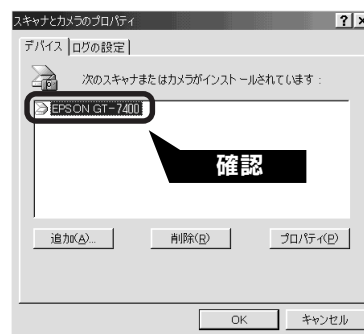 スキャナとカメラのプロパティ
デバイス ログの設定
次のスキャナまたはカメラがインストールされています :
EPSON GT-7400
確認
追加(A)... 削除(R) プロパティ(P)
OK キャンセル